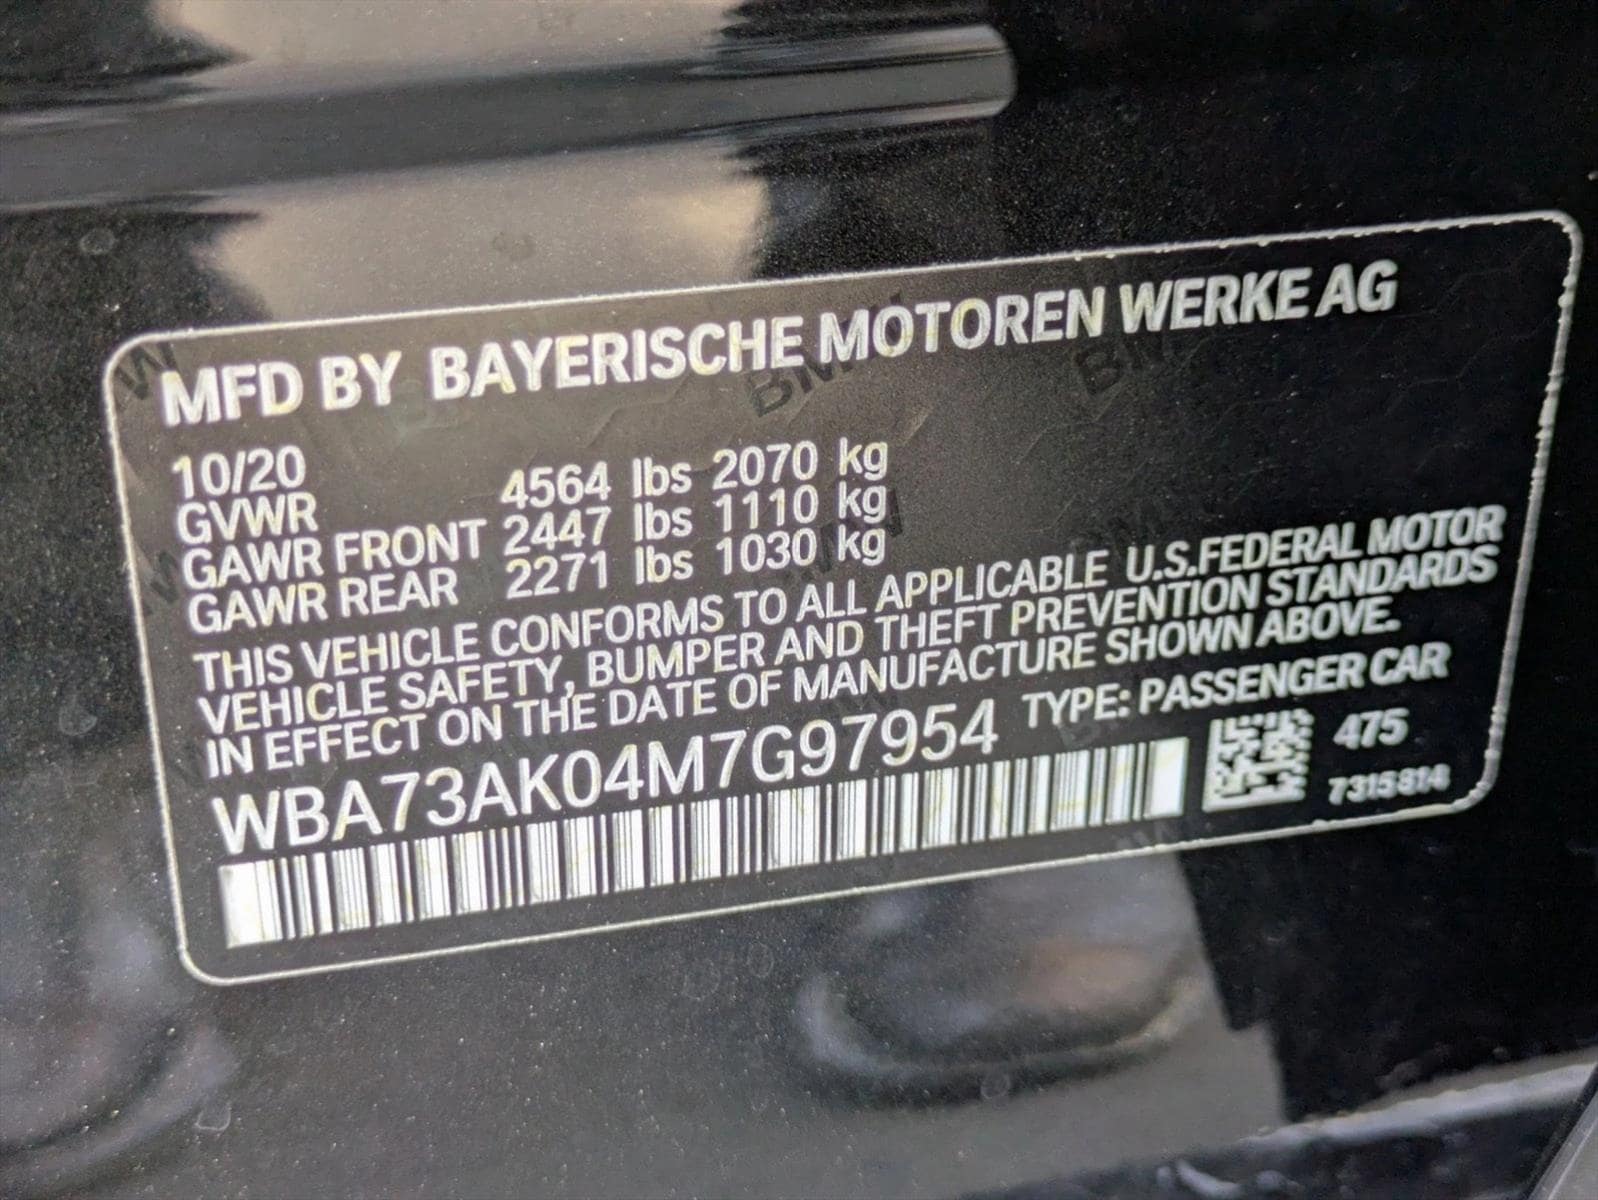 MFD BY BAYERISCHE MOTOREN WERKE AG
10/20
GVWR 4564 lbs 2070 kg
GAWR FRONT 2447 lbs 1110 kg
GAWR REAR 2271 lbs 1030 kg
THIS VEHICLE CONFORMS TO ALL APPLICABLE U.S.FEDERAL MOTOR
VEHICLE SAFETY, BUMPER AND THEFT PREVENTION STANDARDS
IN EFFECT ON THE DATE OF MANUFACTURE SHOWN ABOVE.
WBA73AK04M7G97954 TYPE: PASSENGER CAR
475
7315814